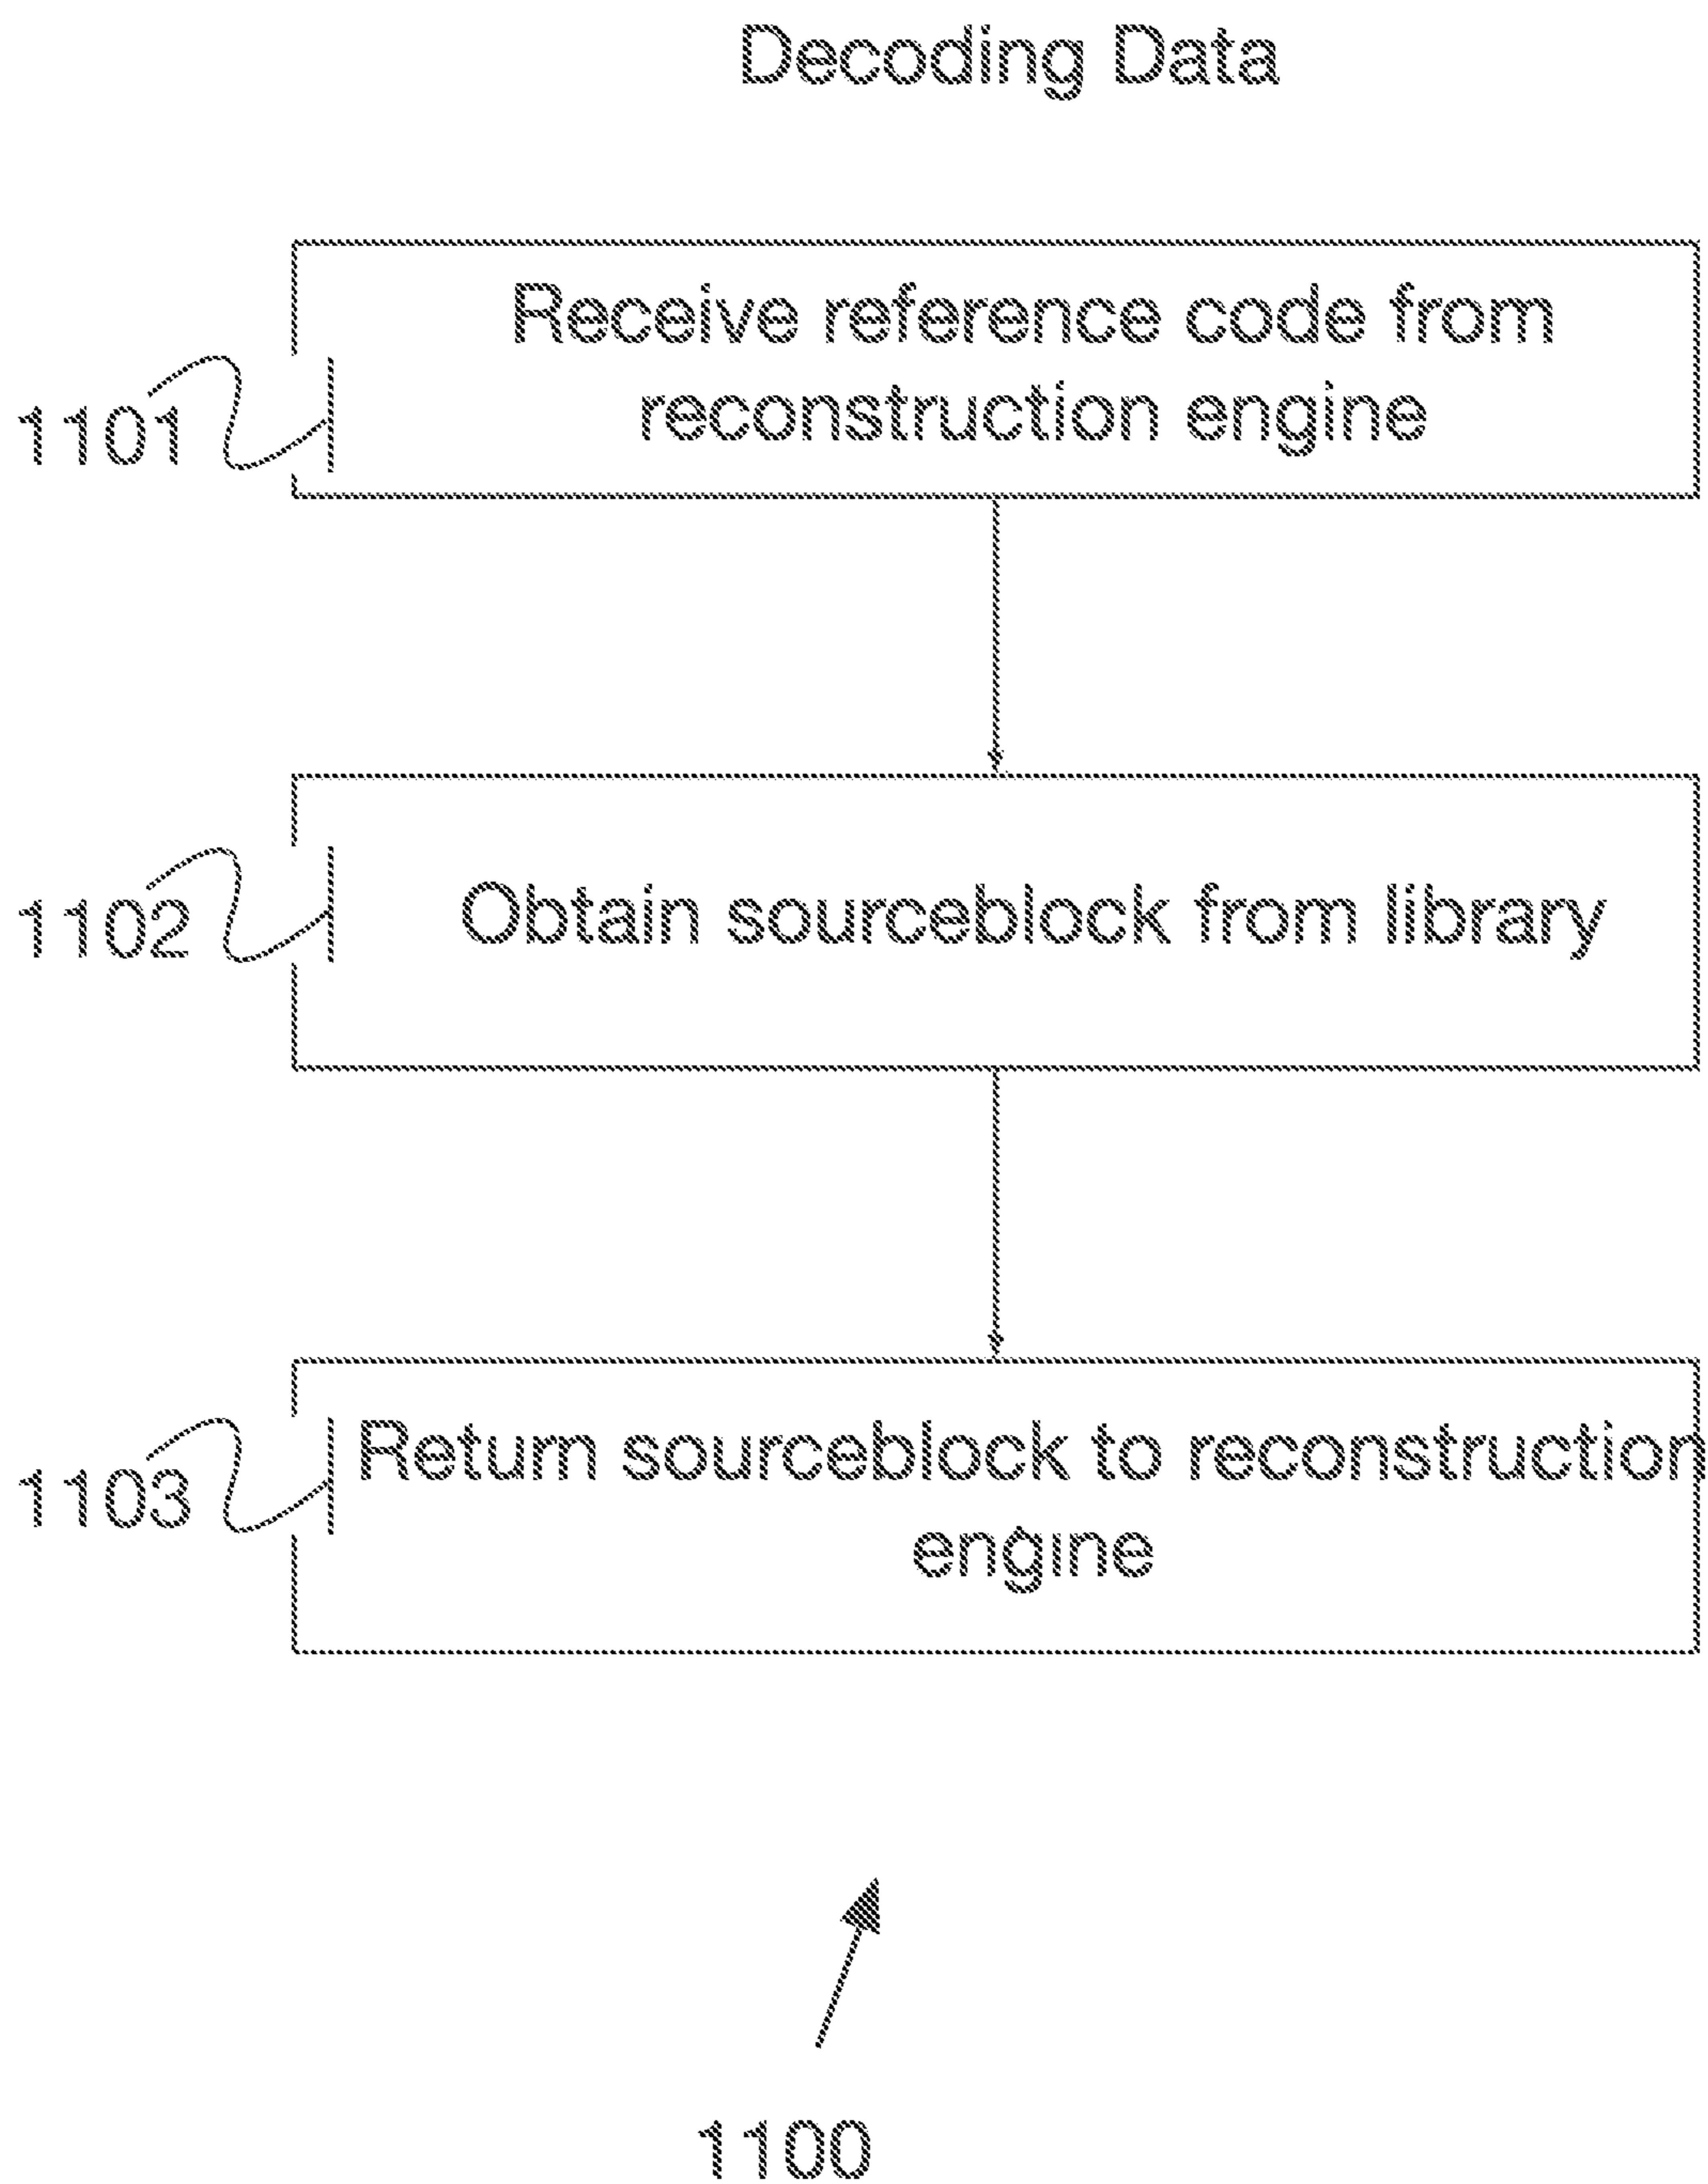 Decoding Data
Receive reference code from
reconstruction engine
1101
Obtain sourceblock from library
1102
Return sourceblock to reconstruction
engine
1103
1100